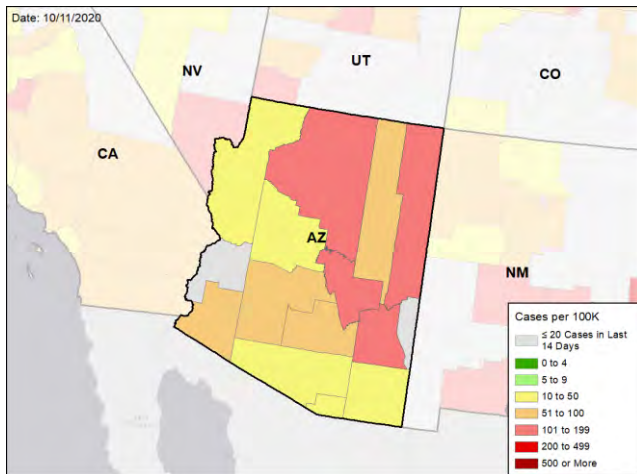 Date: 10/11/2020
NV
UT
CO
CA
AZ
NM
Cases per 100K
≤ 20 Cases in Last
14 Days
0 to 4
5 to 9
10 to 50
51 to 100
101 to 199
200 to 499
500 or More